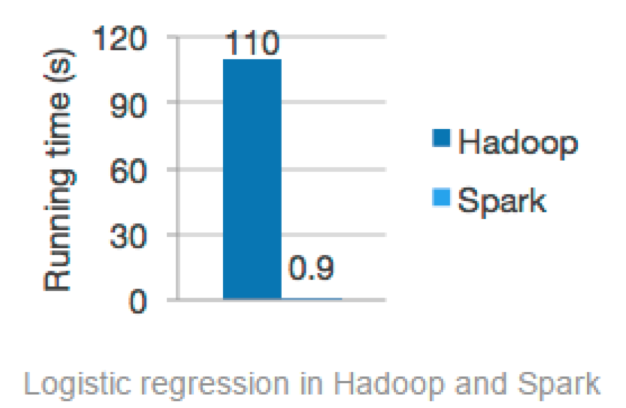 Running time (s)
120
90
60
30
0
110
0.9
Hadoop
Spark
Logistic regression in Hadoop and Spark